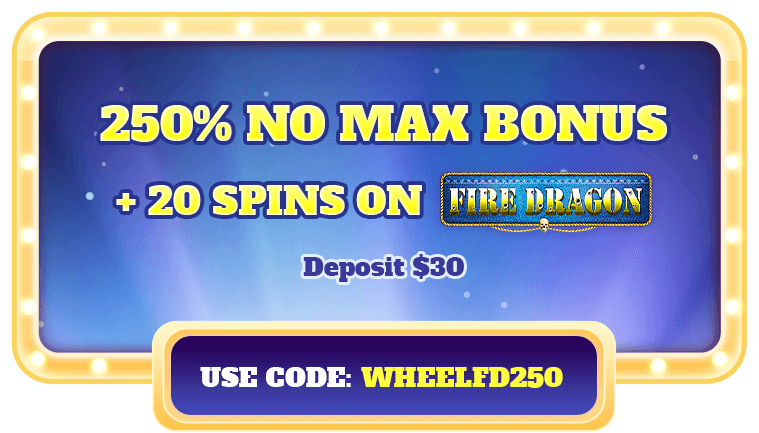 250% NO MAX BONUS
+ 20 SPINS ON FIRE DRAGON
Deposit $30
USE CODE: WHEELFD250